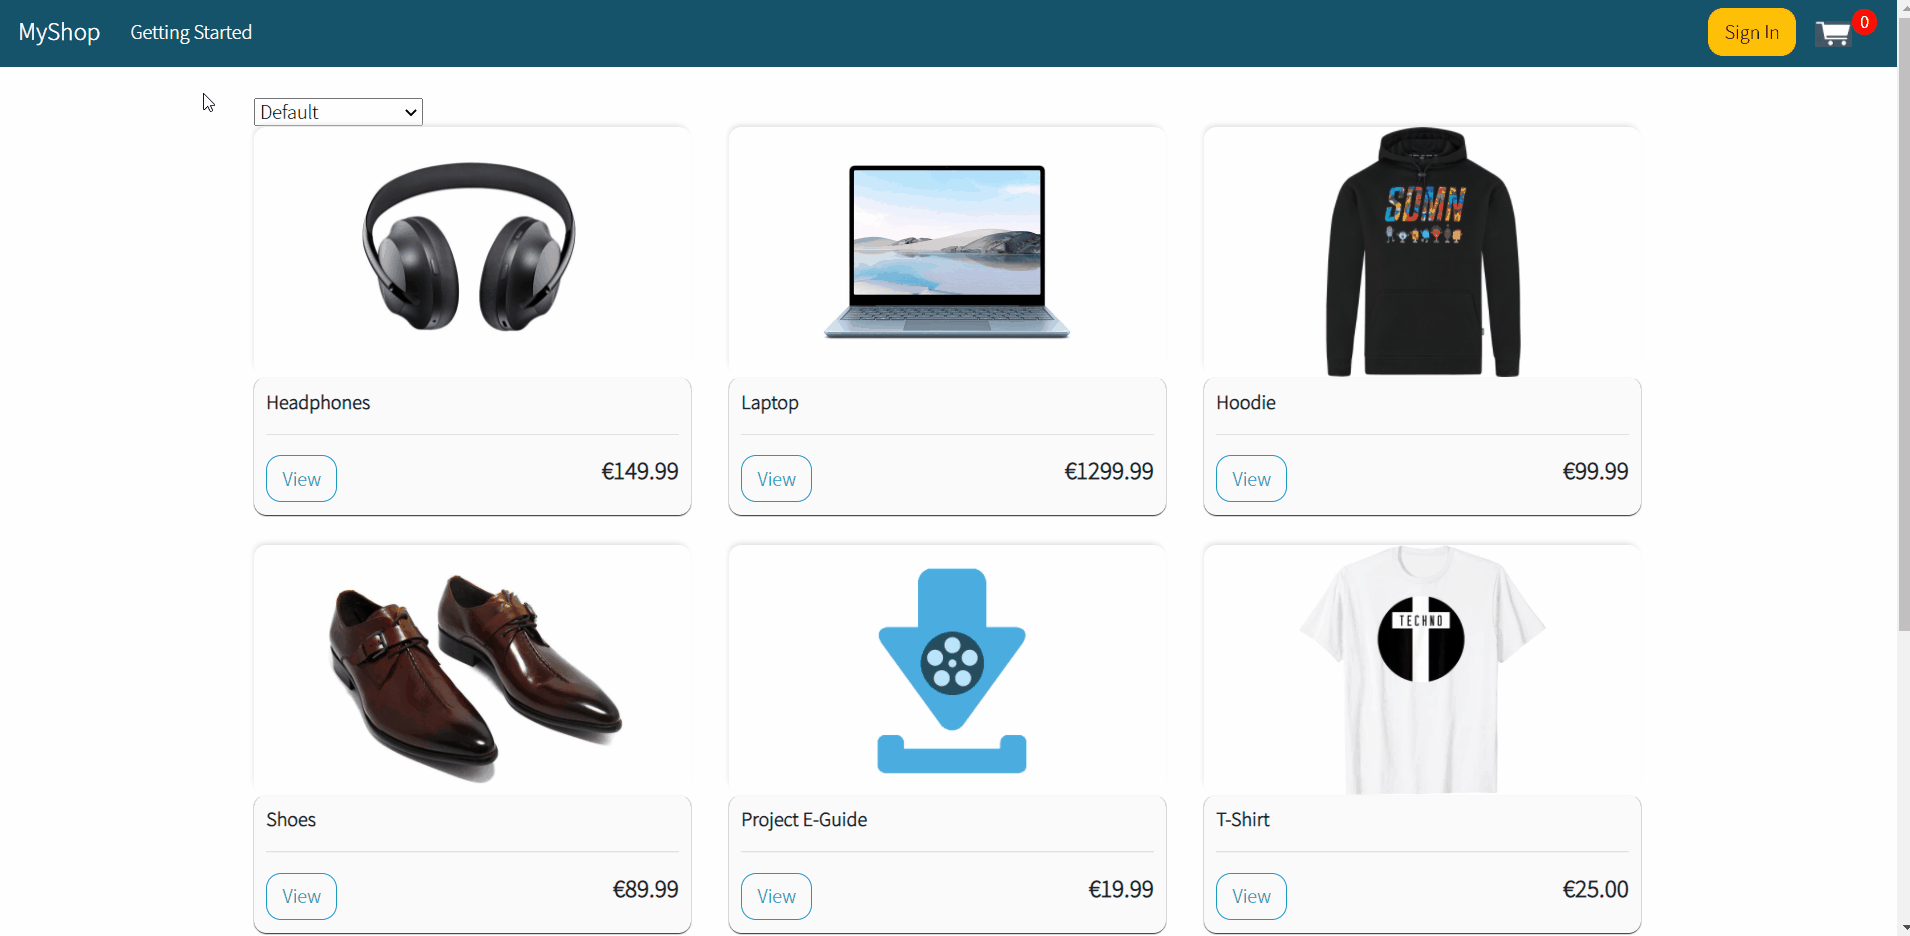 MyShop Getting Started Sign In 0
Default
SDMN
Headphones
View €149.99
Laptop
View €1299.99
Hoodie
View €99.99
TECHNO
Shoes
View €89.99
Project E-Guide
View €19.99
T-Shirt
View €25.00